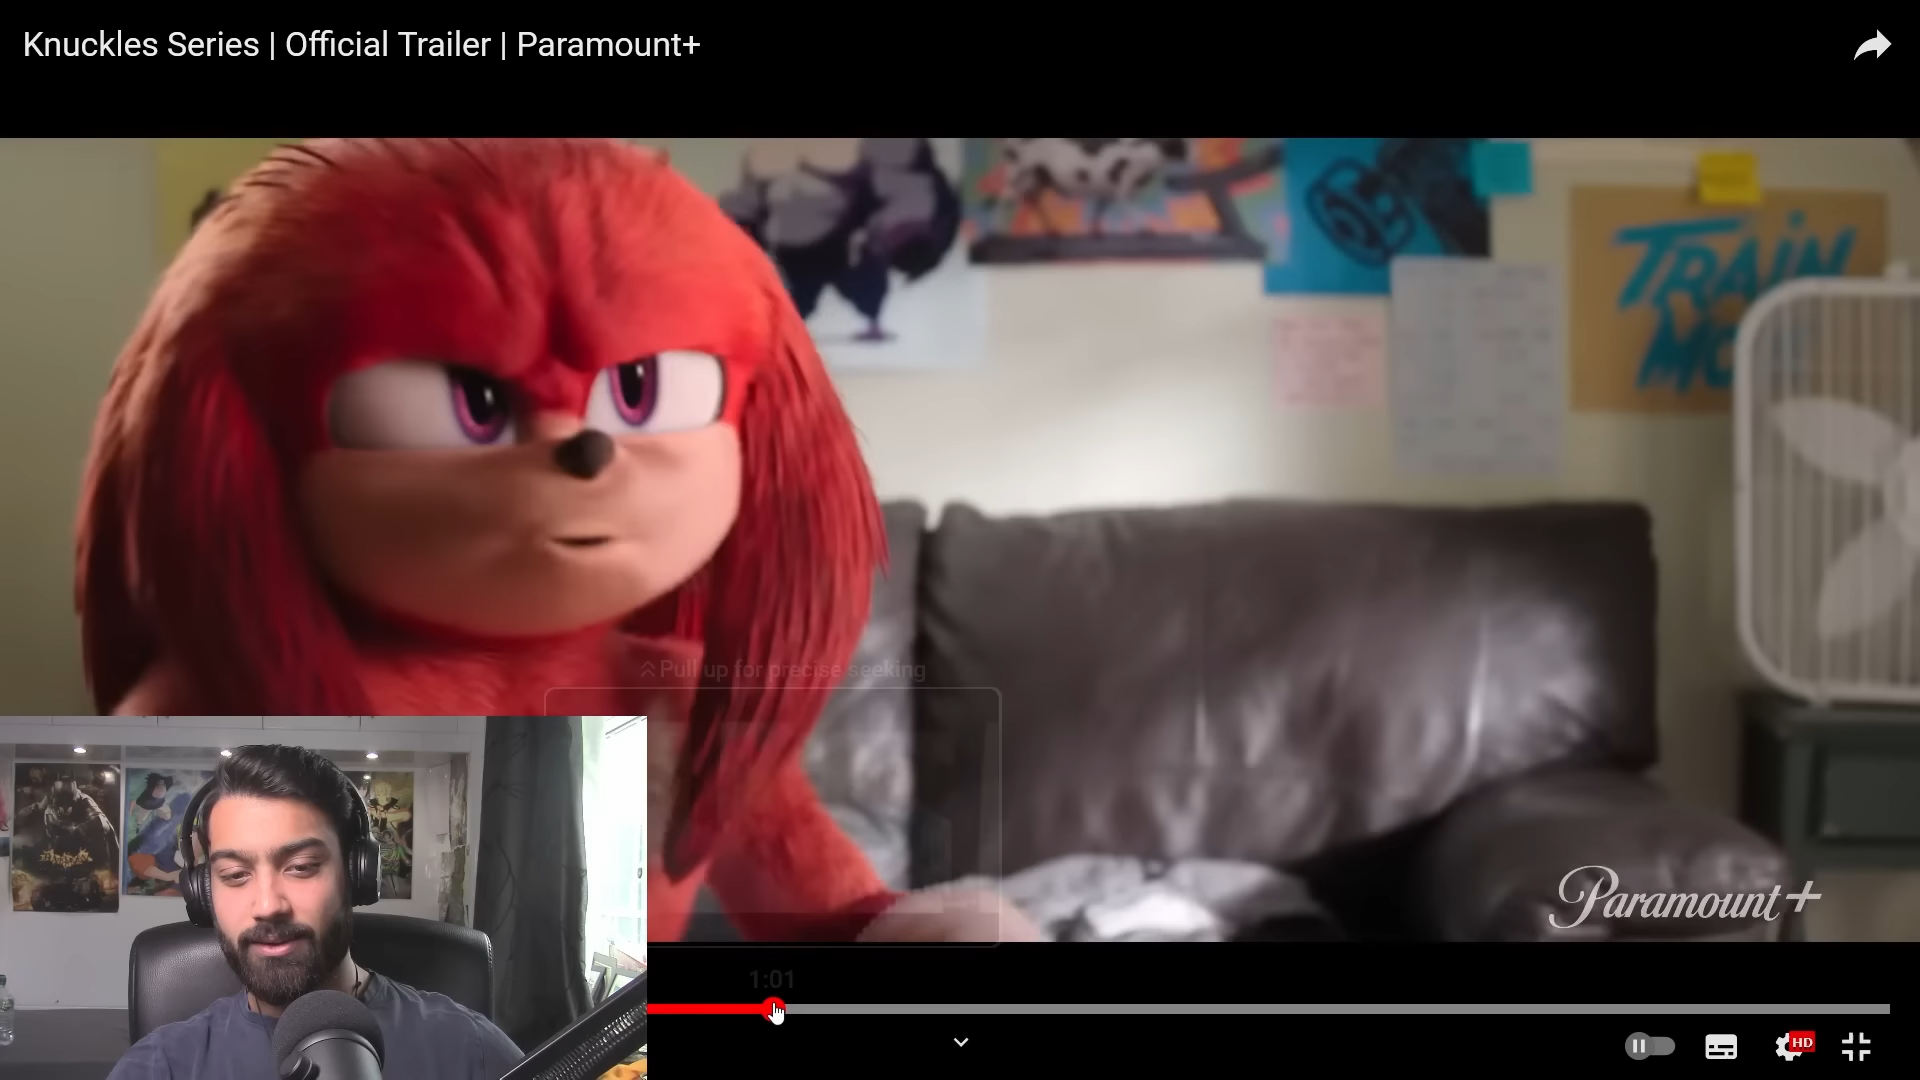 Knuckles Series | Official Trailer | Paramount+
TRAIN
Pull up for precise seeking
Paramount+
1:01
HD